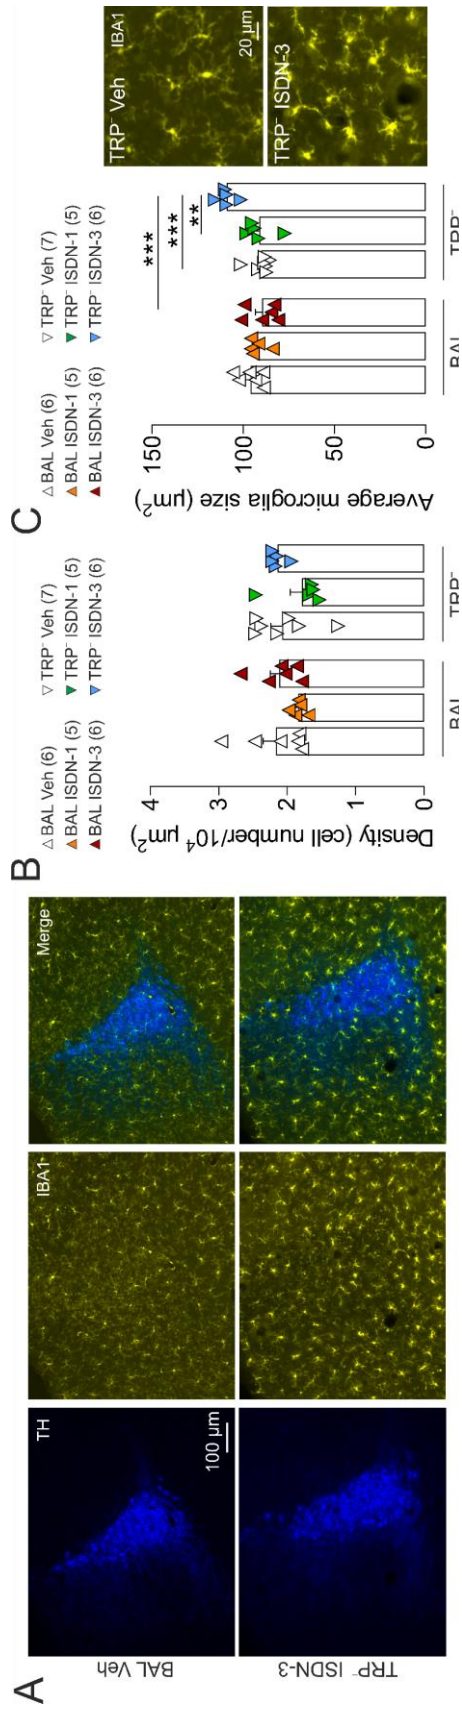 A
TH
IBA1
Merge
BAL Veh
100 µm
TRP⁻ ISDN-3
B
△ BAL Veh (6) ▽ TRP⁻ Veh (7)
▲ BAL ISDN-1 (5) ▼ TRP⁻ ISDN-1 (5)
▲ BAL ISDN-3 (6) ▼ TRP⁻ ISDN-3 (6)
Density (cell number/10⁴ µm²)
4
3
2
1
0
BAL TRP⁻
C
△ BAL Veh (6) ▽ TRP⁻ Veh (7)
▲ BAL ISDN-1 (5) ▼ TRP⁻ ISDN-1 (5)
▲ BAL ISDN-3 (6) ▼ TRP⁻ ISDN-3 (6)
Average microglia size (µm²)
150
100
50
0
***
***
**
BAL TRP⁻
TRP⁻ Veh IBA1
20 µm
TRP⁻ ISDN-3